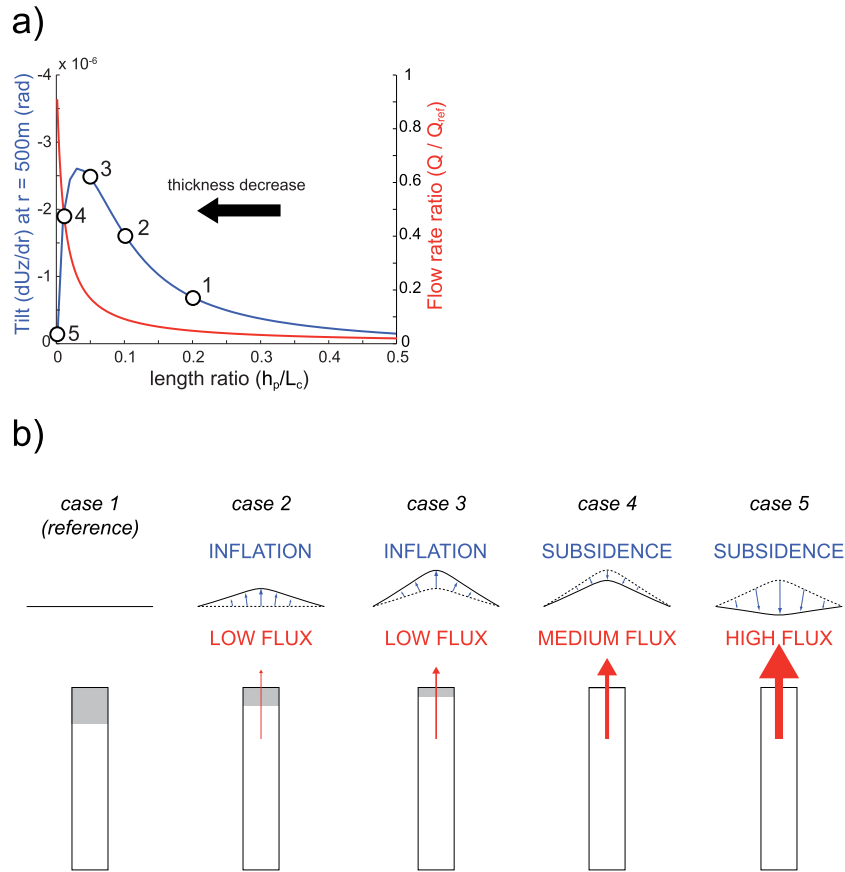 a)
x 10⁻⁶
-4
-3
-2
-1
0
Tilt (dUz/dr) at r = 500m (rad)
1
0.8
0.6
0.4
0.2
0
Flow rate ratio (Q / Q_ref)
thickness decrease
3
4
2
1
5
0 0.1 0.2 0.3 0.4 0.5
length ratio (h_p/L_c)
b)
case 1 case 2 case 3 case 4 case 5
(reference)
INFLATION INFLATION SUBSIDENCE SUBSIDENCE
LOW FLUX LOW FLUX MEDIUM FLUX HIGH FLUX